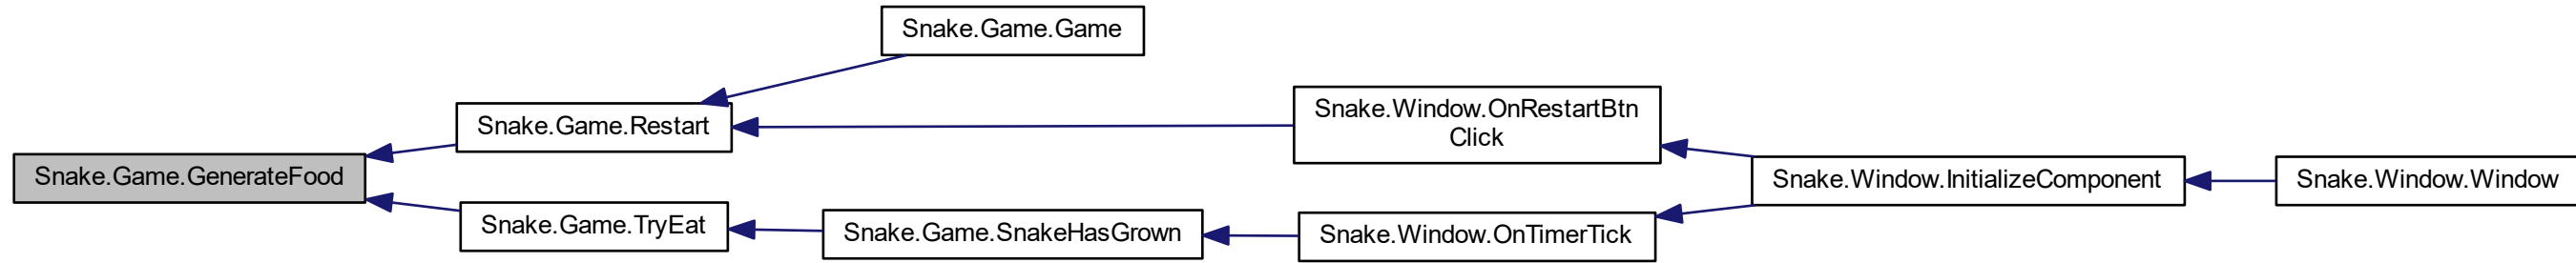 Snake.Game.Game
Snake.Window.OnRestartBtn
Click
Snake.Game.Restart
Snake.Game.GenerateFood
Snake.Window.InitializeComponent
Snake.Window.Window
Snake.Game.TryEat
Snake.Game.SnakeHasGrown
Snake.Window.OnTimerTick